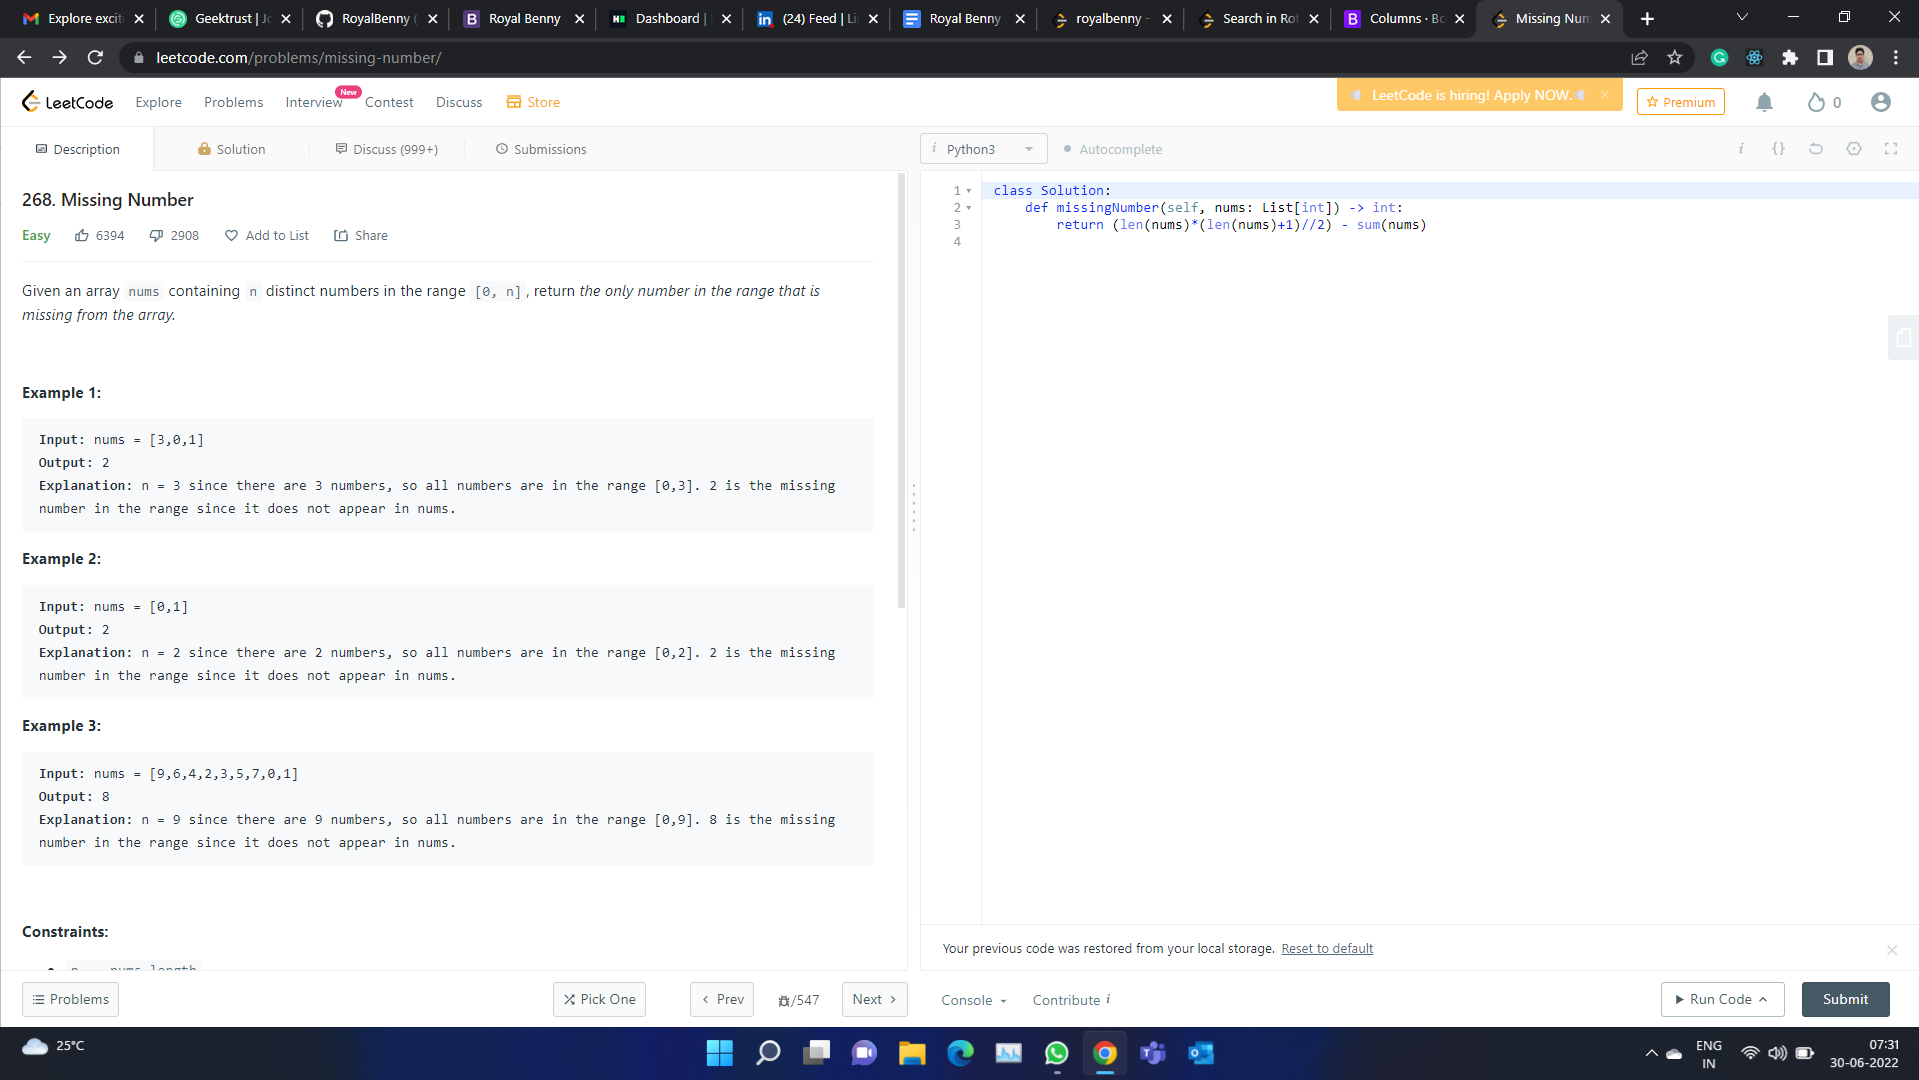 Explore exciti
Geektrust | Jo
RoyalBenny (
Royal Benny
Dashboard |
(24) Feed | Li
Royal Benny
royalbenny -
Search in Rot
Columns · Bo
Missing Num
leetcode.com/problems/missing-number/
LeetCode
Explore
Problems
Interview
New
Contest
Discuss
Store
LeetCode is hiring! Apply NOW.
Premium
0
Description
Solution
Discuss (999+)
Submissions
Python3
Autocomplete
268. Missing Number
Easy 6394 2908 Add to List Share
Given an array nums containing n distinct numbers in the range [0, n], return the only number in the range that is
missing from the array.
Example 1:
Input: nums = [3,0,1]
Output: 2
Explanation: n = 3 since there are 3 numbers, so all numbers are in the range [0,3]. 2 is the missing
number in the range since it does not appear in nums.
Example 2:
Input: nums = [0,1]
Output: 2
Explanation: n = 2 since there are 2 numbers, so all numbers are in the range [0,2]. 2 is the missing
number in the range since it does not appear in nums.
Example 3:
Input: nums = [9,6,4,2,3,5,7,0,1]
Output: 8
Explanation: n = 9 since there are 9 numbers, so all numbers are in the range [0,9]. 8 is the missing
number in the range since it does not appear in nums.
Constraints:
1 class Solution:
2 def missingNumber(self, nums: List[int]) -> int:
3 return (len(nums)*(len(nums)+1)//2) - sum(nums)
4
Your previous code was restored from your local storage. Reset to default
Problems
Pick One
Prev
/547
Next
Console
Contribute i
Run Code
Submit
25°C
ENG
IN
07:31
30-06-2022